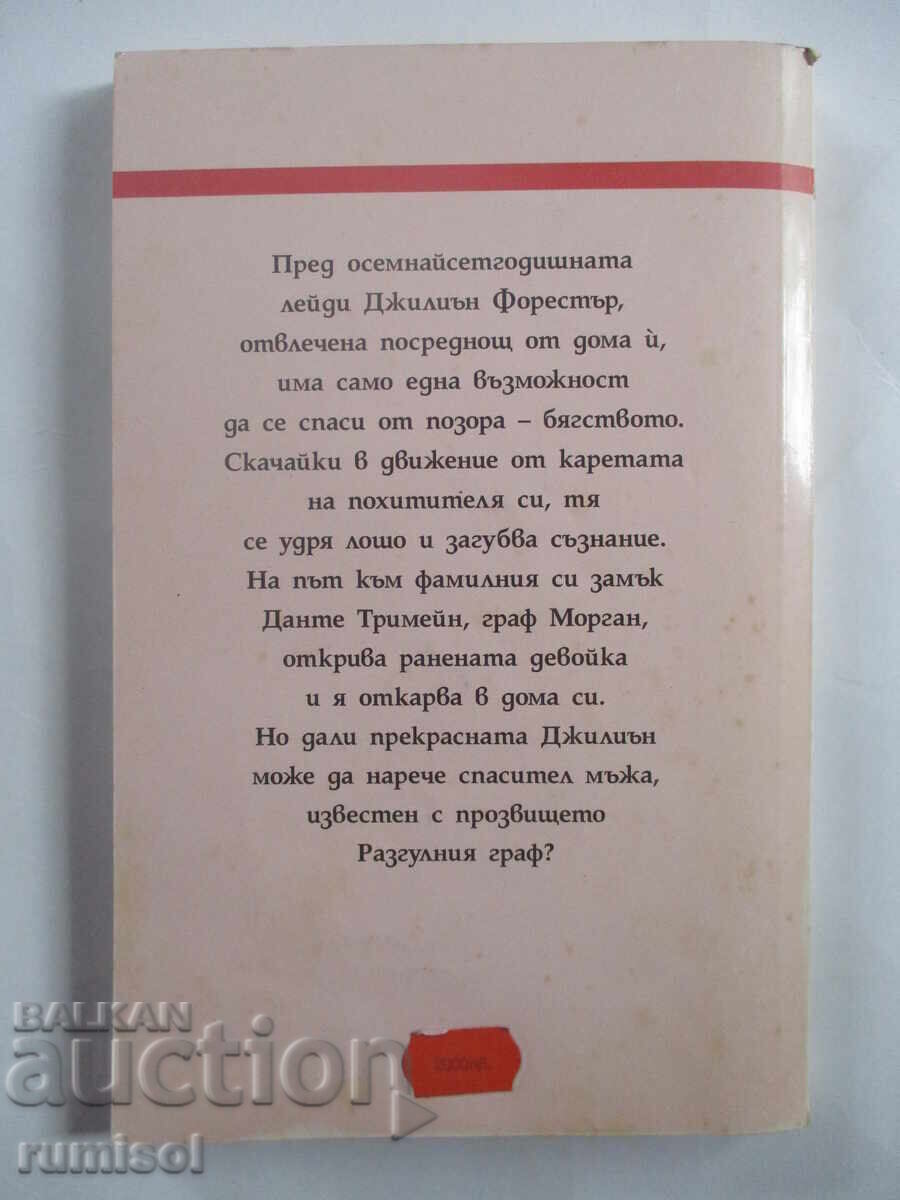 Пред осемнайсетгодишната
лейди Джилиън Форестър,
отвлечена посреднощ от дома ѝ,
има само една възможност
да се спаси от позора – бягството.
Скачайки в движение от каретата
на похитителя си, тя
се удря лошо и загубва съзнание.
На път към фамилния си замък
Данте Тримейн, граф Морган,
открива ранената девойка
и я откарва в дома си.
Но дали прекрасната Джилиън
може да нарече спасител мъжа,
известен с прозвището
Разгулния граф?
BALKAN
auction
rumisol